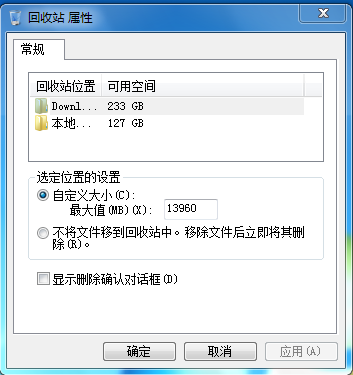 回收站 属性
常规
回收站位置 可用空间
Downl... 233 GB
本地... 127 GB
选定位置的设置
自定义大小(C):
最大值(MB)(X): 13960
不将文件移到回收站中。移除文件后立即将其删
除(R)。
显示删除确认对话框(D)
确定 取消 应用(A)